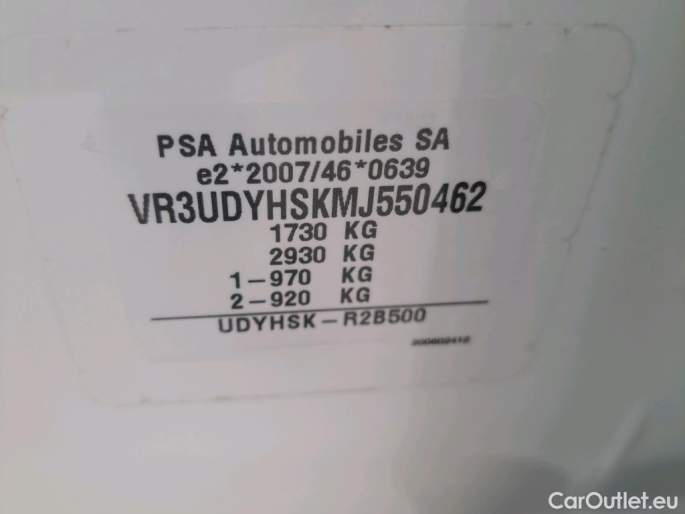 PSA Automobiles SA
e2*2007/46*0639
VR3UDYHSKMJ550462
1730 KG
2930 KG
1-970 KG
2-920 KG
UDYHSK-R2B500
CarOutlet.eu